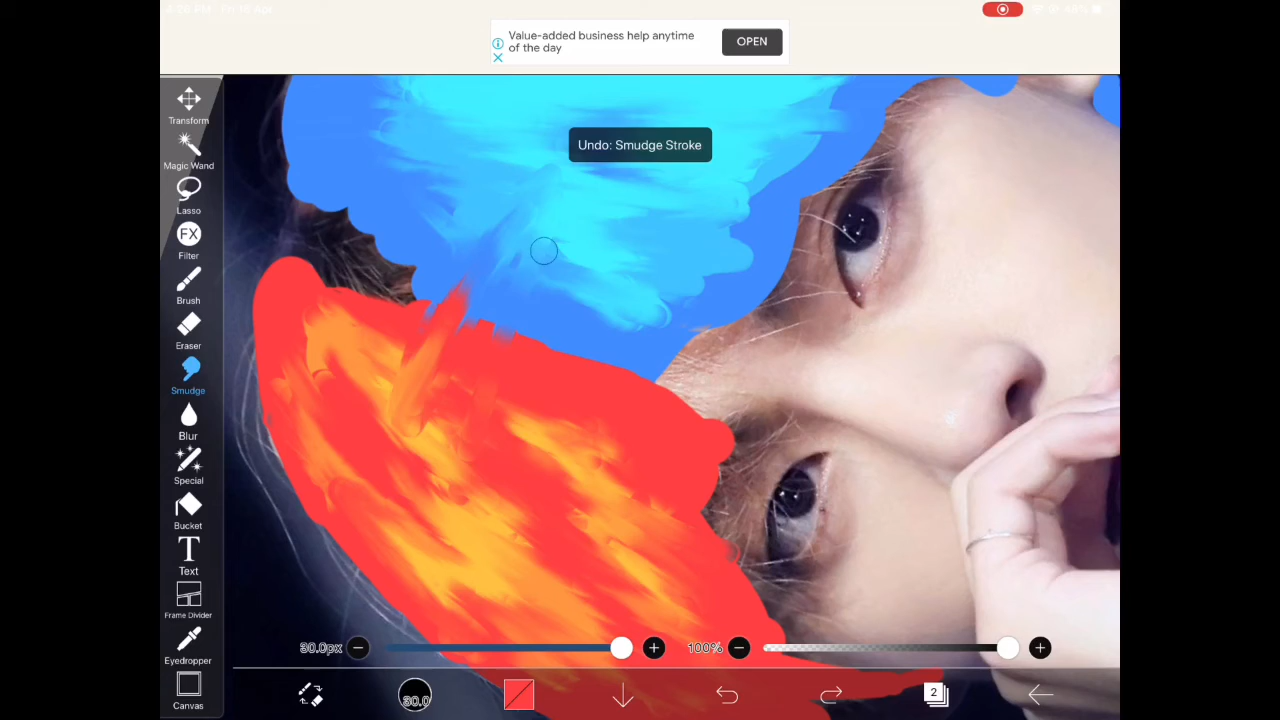 Value-added business help anytime
of the day
OPEN
Undo: Smudge Stroke
Transform
Magic Wand
Lasso
FX
Filter
Brush
Eraser
Smudge
Blur
Special
Bucket
T
Text
Frame Divider
Eyedropper
Canvas
30.0px
100%
30.0
2